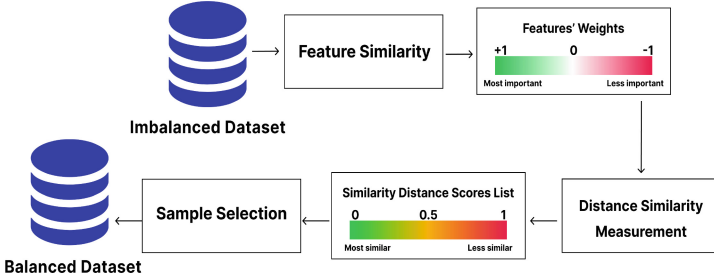 Imbalanced Dataset
Feature Similarity
Features' Weights
+1 0 -1
Most important Less important
Distance Similarity
Measurement
Similarity Distance Scores List
0 0.5 1
Most similar Less similar
Sample Selection
Balanced Dataset